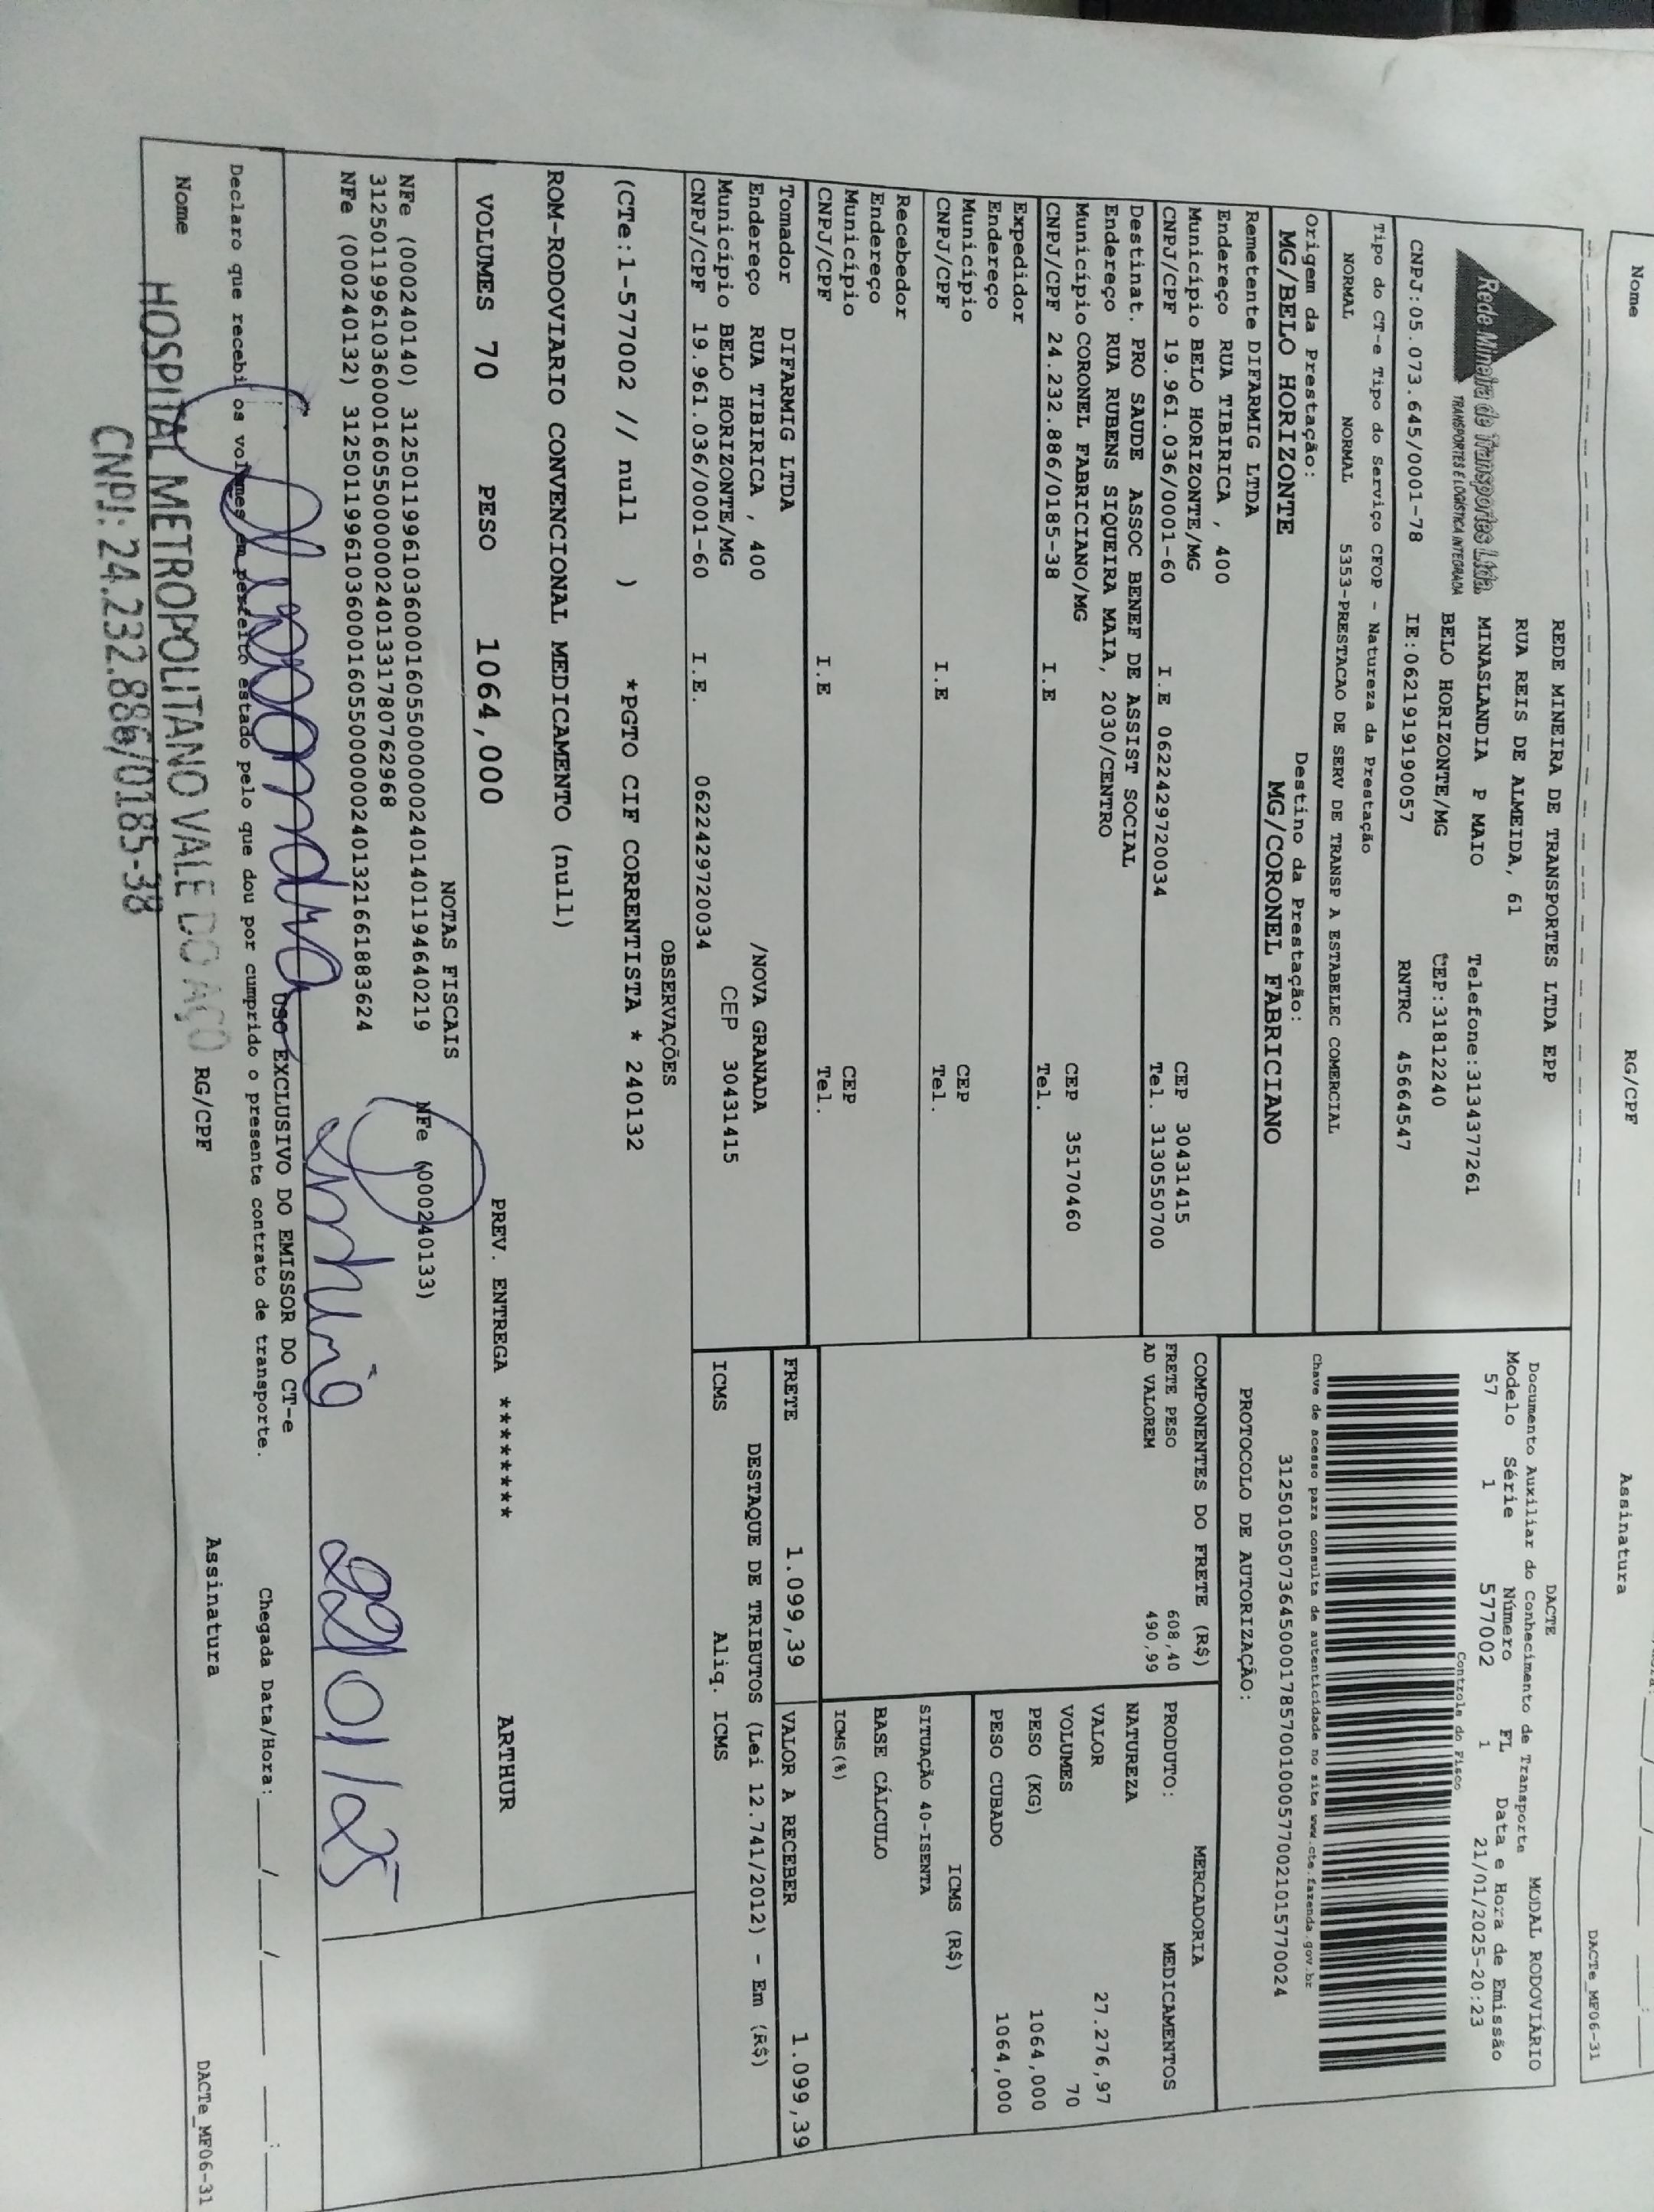 Nome RG/CPF Assinatura
DACTe_MF06-31
Rede Mineira de Transportes Ltda.
TRANSPORTES E LOGÍSTICA INTEGRADA
REDE MINEIRA DE TRANSPORTES LTDA EPP
RUA REIS DE ALMEIDA, 61
MINASLANDIA P MAIO Telefone:3134377261
BELO HORIZONTE/MG CEP:31812240
CNPJ:05.073.645/0001-78 IE:0621919190057 RNTRC 45664547
DACTE
Documento Auxiliar do Conhecimento de Transporte MODAL RODOVIÁRIO
Modelo Série Número FL Data e Hora de Emissão
57 1 577002 1 21/01/2025-20:23
Controle do Fisco
Chave de acesso para consulta de autenticidade no site www.cte.fazenda.gov.br
31250105073645000178570010005770021015770024
PROTOCOLO DE AUTORIZAÇÃO:
Tipo do CT-e Tipo do Serviço CFOP - Natureza da Prestação
NORMAL NORMAL 5353-PRESTACAO DE SERV DE TRANSP A ESTABELEC COMERCIAL
Origem da Prestação: Destino da Prestação:
MG/BELO HORIZONTE MG/CORONEL FABRICIANO
Remetente DIFARMIG LTDA
Endereço RUA TIBIRICA , 400
Município BELO HORIZONTE/MG CEP 30431415
CNPJ/CPF 19.961.036/0001-60 I.E 0622429720034 Tel. 3130550700
Destinat. PRO SAUDE ASSOC BENEF DE ASSIST SOCIAL
Endereço RUA RUBENS SIQUEIRA MAIA, 2030/CENTRO
Município CORONEL FABRICIANO/MG CEP 35170460
CNPJ/CPF 24.232.886/0185-38 I.E Tel.
Expedidor
Endereço
Município CEP
CNPJ/CPF I.E Tel.
Recebedor
Endereço
Município CEP
CNPJ/CPF I.E Tel.
Tomador DIFARMIG LTDA
Endereço RUA TIBIRICA , 400 /NOVA GRANADA
Município BELO HORIZONTE/MG CEP 30431415
CNPJ/CPF 19.961.036/0001-60 I.E. 0622429720034
COMPONENTES DO FRETE (R$)
FRETE PESO 608,40
AD VALOREM 490,99
MERCADORIA
PRODUTO: MEDICAMENTOS
NATUREZA
VALOR 27.276,97
VOLUMES 70
PESO (KG) 1064,000
PESO CUBADO 1064,000
ICMS (R$)
SITUAÇÃO 40-ISENTA
BASE CÁLCULO
ICMS(%)
FRETE 1.099,39 VALOR A RECEBER 1.099,39
DESTAQUE DE TRIBUTOS (Lei 12.741/2012) - Em (R$)
ICMS Aliq. ICMS
OBSERVAÇÕES
(CTe:1-577002 // null ) *PGTO CIF CORRENTISTA * 240132
ROM-RODOVIARIO CONVENCIONAL MEDICAMENTO (null)
VOLUMES 70 PESO 1064,000 PREV. ENTREGA ******** ARTHUR
NOTAS FISCAIS
NFe (000240140) 31250119961036000160550000002401401194640219 NFe (000240133)
31250119961036000160550000002401331780762968
NFe (000240132) 31250119961036000160550000002401321661883624
22/01/25
USO EXCLUSIVO DO EMISSOR DO CT-e
Declaro que recebi os volumes em perfeito estado pelo que dou por cumprido o presente contrato de transporte. Chegada Data/Hora:____/____/____ ____:____
Nome RG/CPF Assinatura
HOSPITAL METROPOLITANO VALE DO AÇO
CNPJ: 24.232.886/0185-38
DACTe_MF06-31